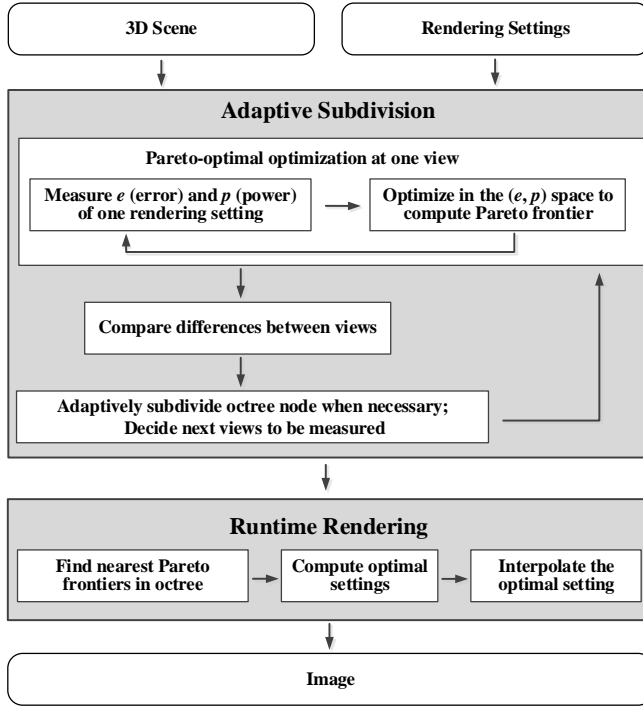 3D Scene
Rendering Settings
Adaptive Subdivision
Pareto-optimal optimization at one view
Measure e (error) and p (power)
of one rendering setting
Optimize in the (e, p) space to
compute Pareto frontier
Compare differences between views
Adaptively subdivide octree node when necessary;
Decide next views to be measured
Runtime Rendering
Find nearest Pareto
frontiers in octree
Compute optimal
settings
Interpolate the
optimal setting
Image